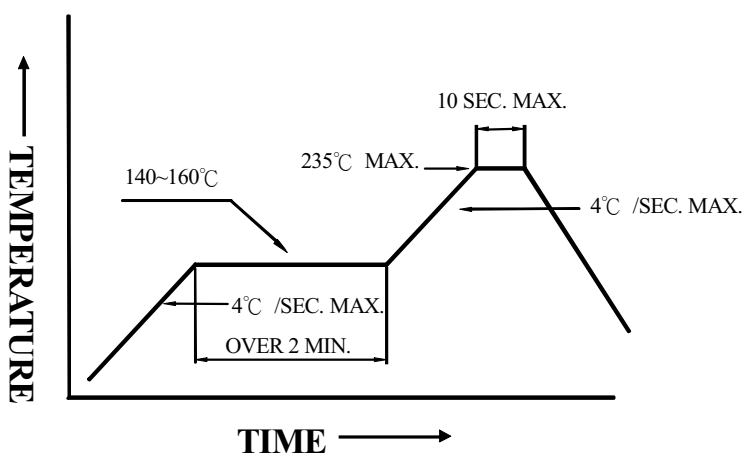 10 SEC. MAX.
235℃ MAX.
140~160℃
4℃ /SEC. MAX.
4℃ /SEC. MAX.
OVER 2 MIN.
TEMPERATURE
TIME